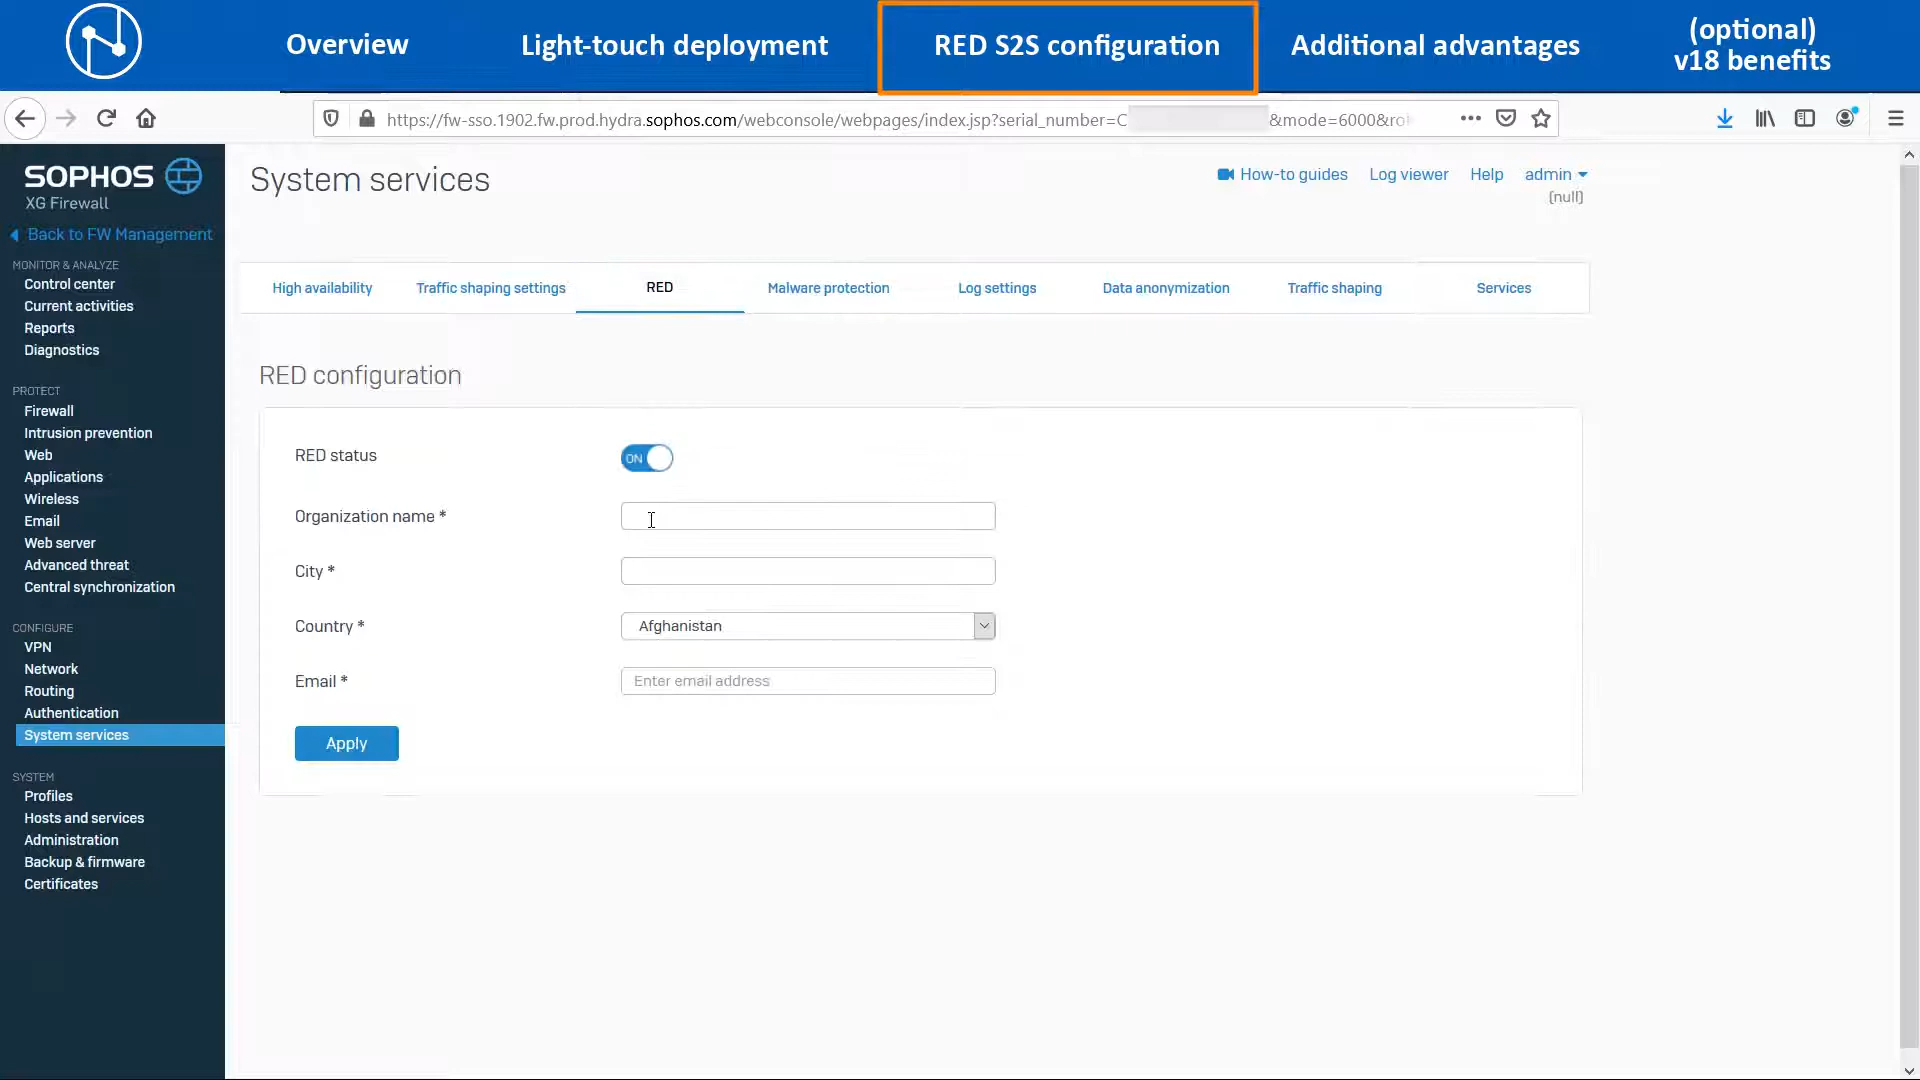 Overview
Light-touch deployment
RED S2S configuration
Additional advantages
(optional)
v18 benefits
https://fw-sso.1902.fw.prod.hydra.sophos.com/webconsole/webpages/index.jsp?serial_number=C
&mode=6000&ro
SOPHOS
XG Firewall
Back to FW Management
MONITOR & ANALYZE
Control center
Current activities
Reports
Diagnostics
PROTECT
Firewall
Intrusion prevention
Web
Applications
Wireless
Email
Web server
Advanced threat
Central synchronization
CONFIGURE
VPN
Network
Routing
Authentication
System services
SYSTEM
Profiles
Hosts and services
Administration
Backup & firmware
Certificates
System services
How-to guides
Log viewer
Help
admin
(null)
High availability
Traffic shaping settings
RED
Malware protection
Log settings
Data anonymization
Traffic shaping
Services
RED configuration
RED status
ON
Organization name *
City *
Country *
Afghanistan
Email *
Enter email address
Apply